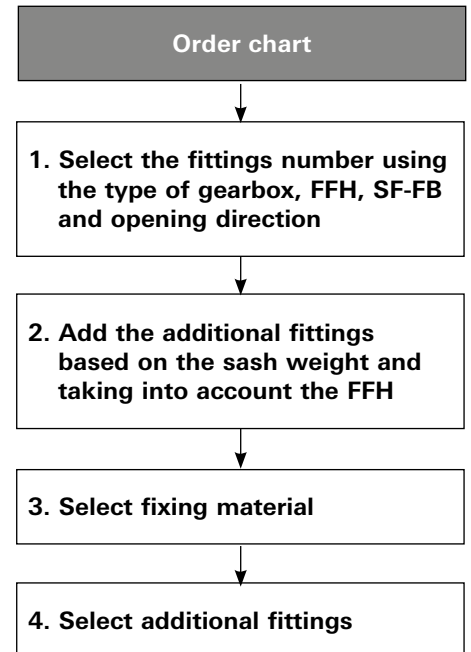 Order chart
1. Select the fittings number using
the type of gearbox, FFH, SF-FB
and opening direction
2. Add the additional fittings
based on the sash weight and
taking into account the FFH
3. Select fixing material
4. Select additional fittings